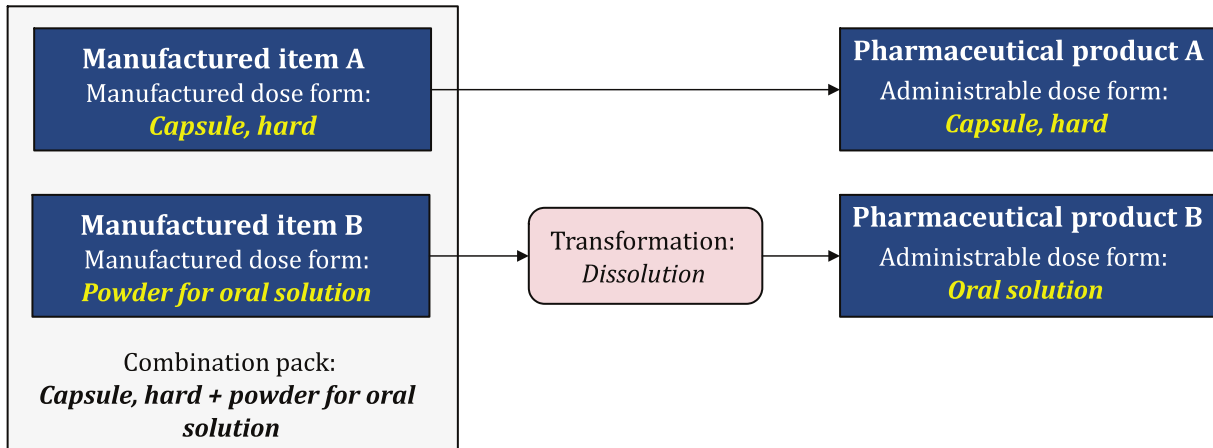 Manufactured item A
Manufactured dose form:
Capsule, hard
Pharmaceutical product A
Administrable dose form:
Capsule, hard
Manufactured item B
Manufactured dose form:
Powder for oral solution
Transformation:
Dissolution
Pharmaceutical product B
Administrable dose form:
Oral solution
Combination pack:
Capsule, hard + powder for oral
solution